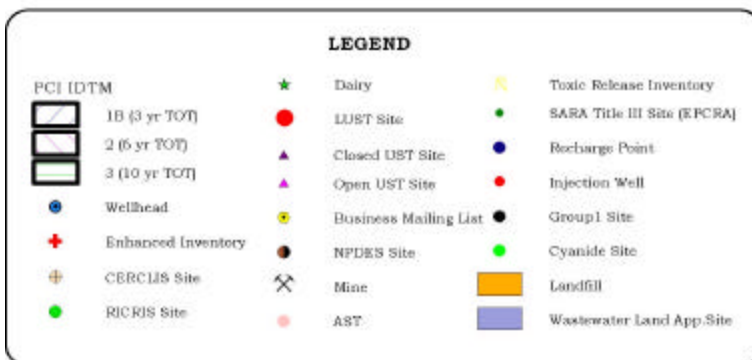 LEGEND
PCI IDTM
1B (3 yr TOT)
2 (6 yr TOT)
3 (10 yr TOT)
Wellhead
Enhanced Inventory
CERCLIS Site
RICRIS Site
Dairy
LUST Site
Closed UST Site
Open UST Site
Business Mailing List
NPDES Site
Mine
AST
Toxic Release Inventory
SARA Title III Site (EPCRA)
Recharge Point
Injection Well
Group1 Site
Cyanide Site
Landfill
Wastewater Land App.Site